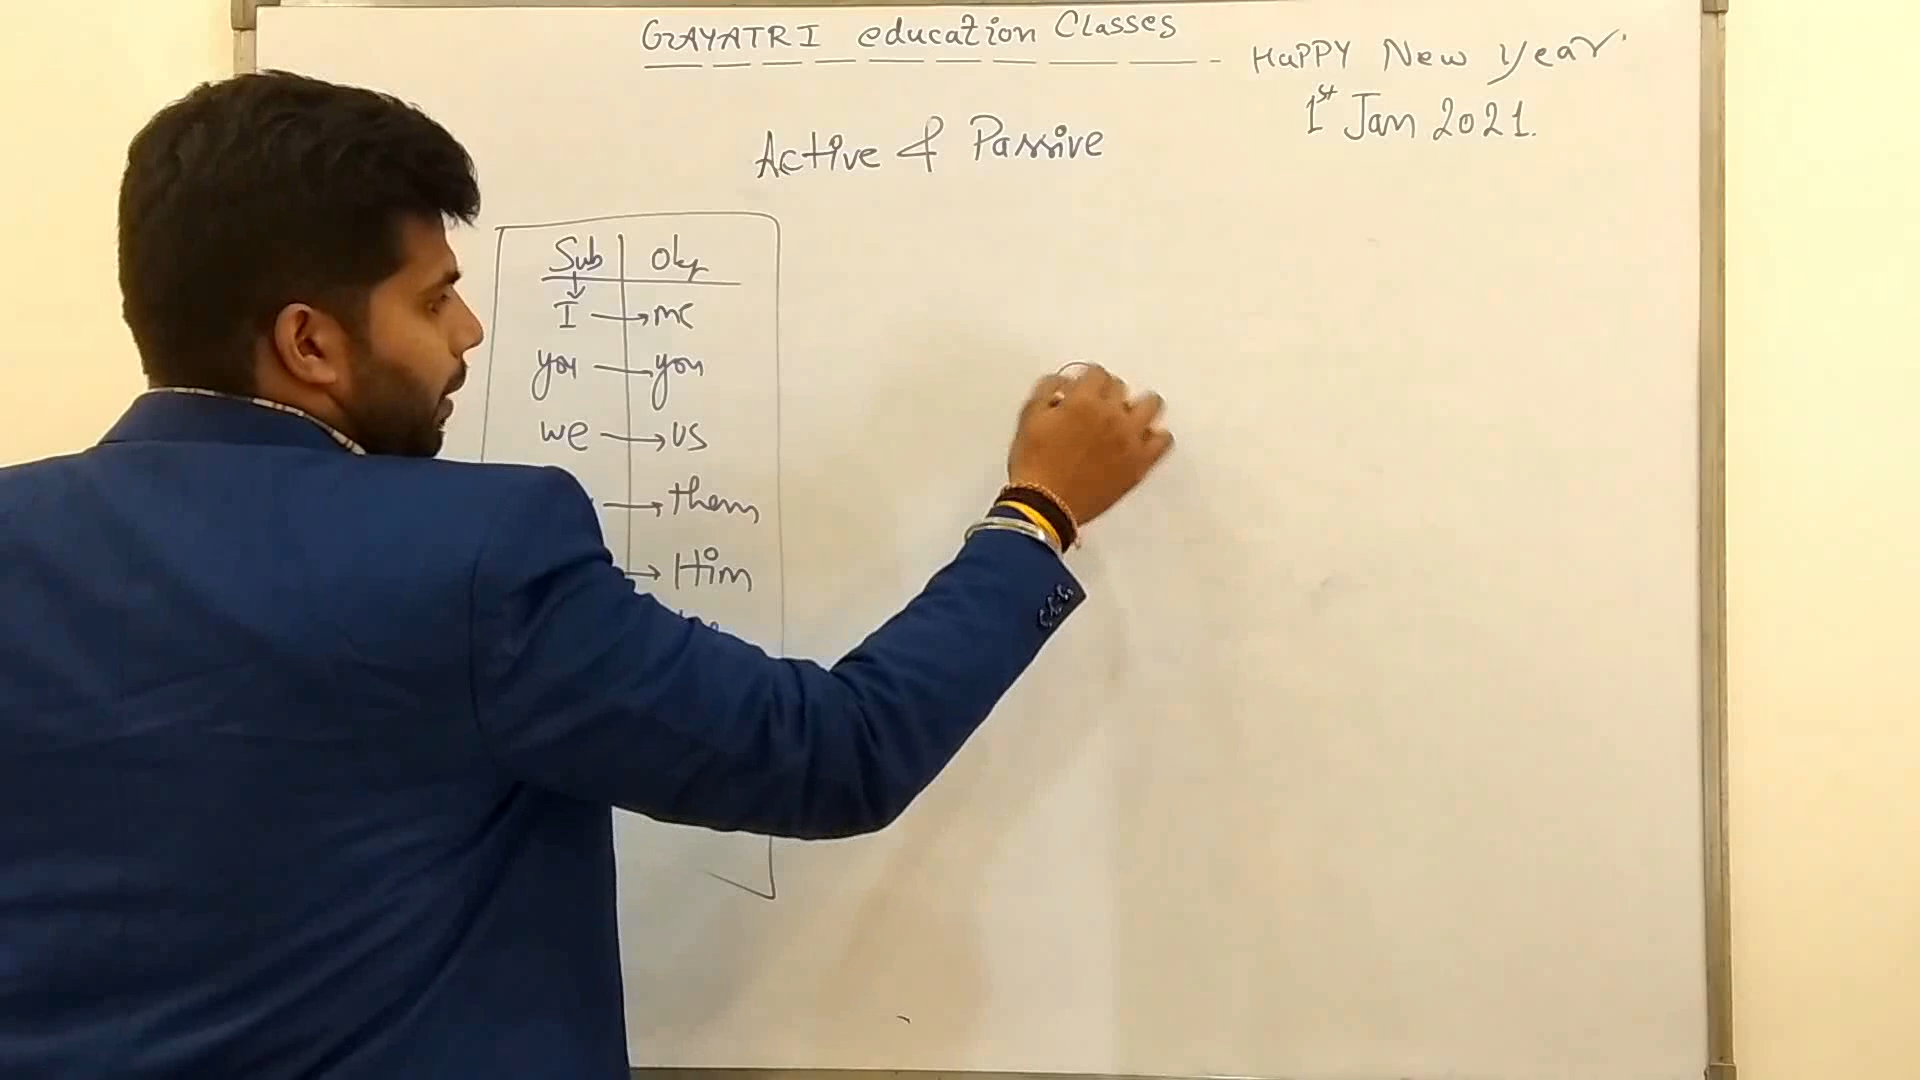 GAYATRI education Classes
HaPPY New year
1st Jan 2021.
Active & Passive
Sub Obj
I → me
you — you
we → us
→ them
→ Him